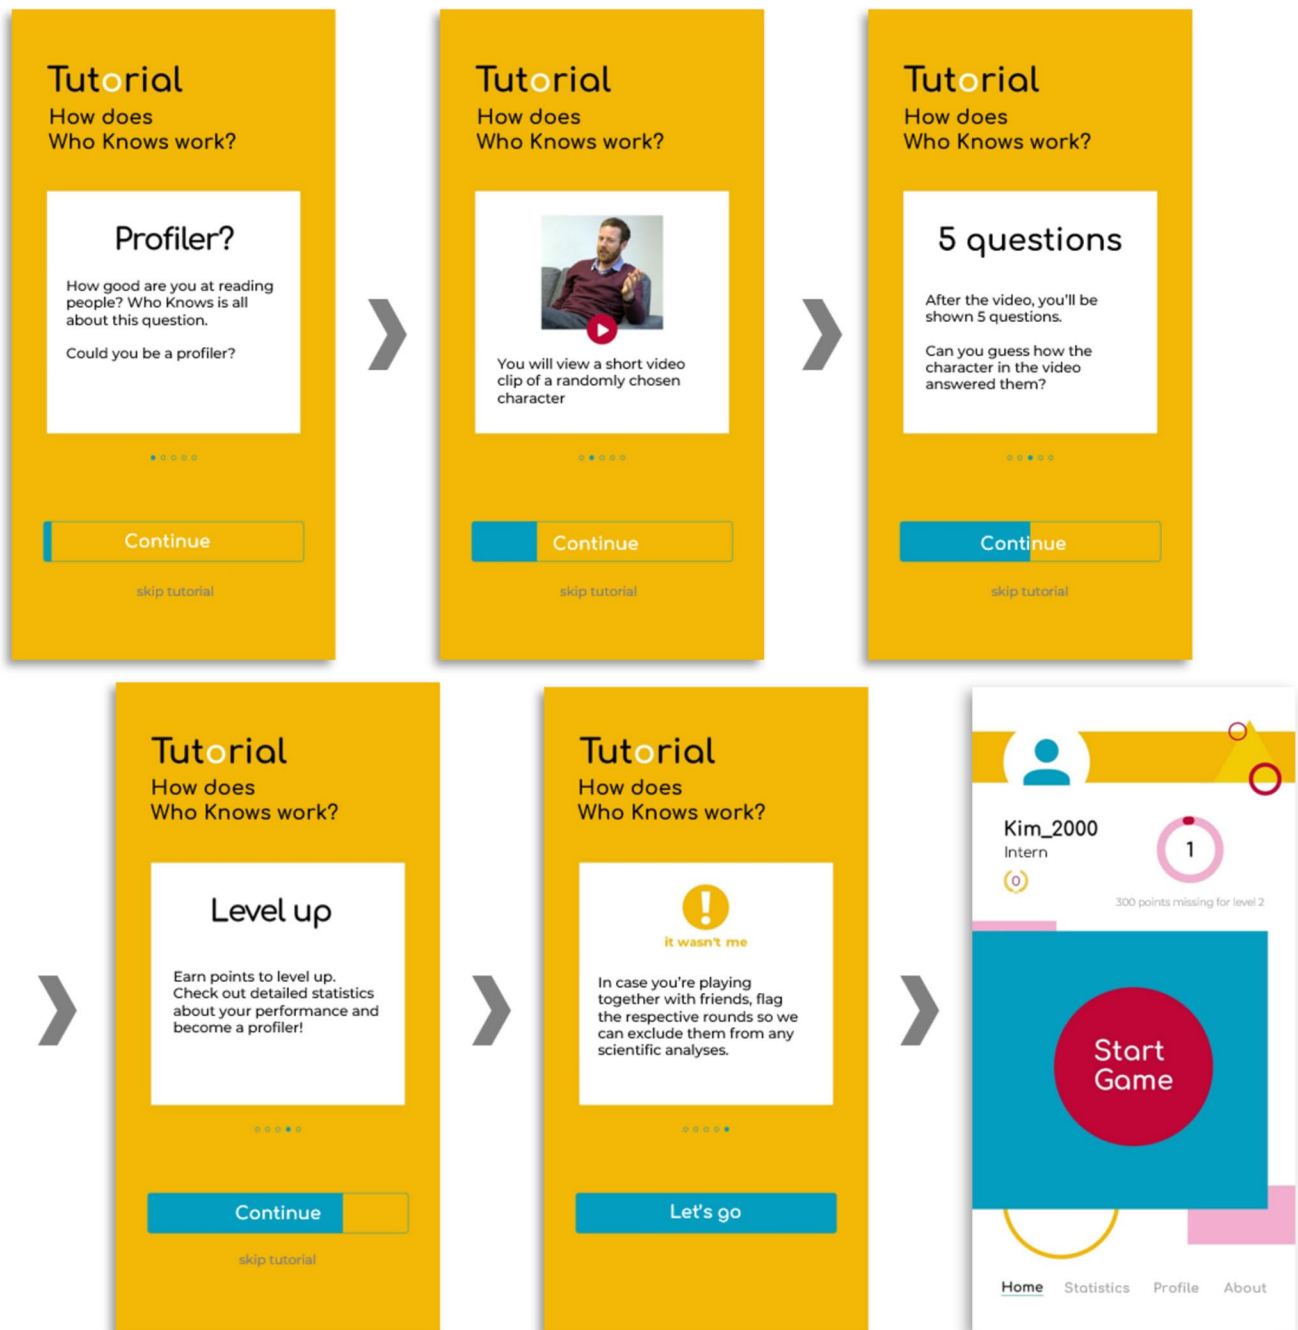 Tutorial
How does
Who Knows work?
Profiler?
How good are you at reading
people? Who Knows is all
about this question.
Could you be a profiler?
Continue
skip tutorial
Tutorial
How does
Who Knows work?
You will view a short video
clip of a randomly chosen
character
Continue
skip tutorial
Tutorial
How does
Who Knows work?
5 questions
After the video, you'll be
shown 5 questions.
Can you guess how the
character in the video
answered them?
Continue
skip tutorial
Tutorial
How does
Who Knows work?
Level up
Earn points to level up.
Check out detailed statistics
about your performance and
become a profiler!
Continue
skip tutorial
Tutorial
How does
Who Knows work?
!
it wasn't me
In case you're playing
together with friends, flag
the respective rounds so we
can exclude them from any
scientific analyses.
Let's go
Kim_2000
Intern
0
1
300 points missing for level 2
Start
Game
Home Statistics Profile About